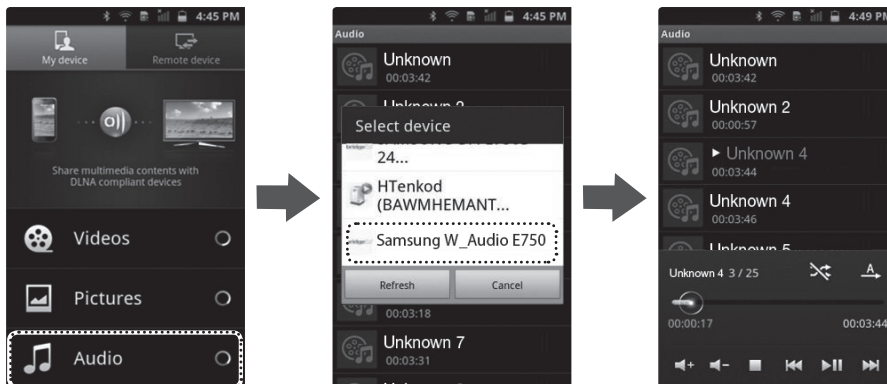 4:45 PM
My device
Remote device
Share multimedia contents with
DLNA compliant devices
Videos
Pictures
Audio
4:45 PM
Audio
Unknown
00:03:42
Select device
24...
HTenkod
(BAWMHEMANT...
Samsung W_Audio E750
Refresh
Cancel
00:03:18
Unknown 7
00:03:31
4:49 PM
Audio
Unknown
00:03:42
Unknown 2
00:00:57
Unknown 4
00:03:44
Unknown 4
00:03:46
Unknown 5
Unknown 4 3 / 25
A
00:00:17
00:03:44